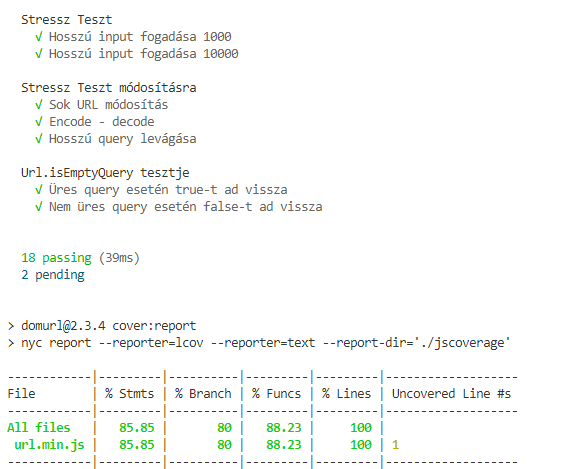 Stressz Teszt
√ Hosszú input fogadása 1000
√ Hosszú input fogadása 10000
Stressz Teszt módosításra
√ Sok URL módosítás
√ Encode - decode
√ Hosszú query levágása
Url.isEmptyQuery tesztje
√ Üres query esetén true-t ad vissza
√ Nem üres query esetén false-t ad vissza
18 passing (39ms)
2 pending
> domurl@2.3.4 cover:report
> nyc report --reporter=lcov --reporter=text --report-dir='./jscoverage'
------------|---------|----------|---------|---------|-------------------
File        | % Stmts | % Branch | % Funcs | % Lines | Uncovered Line #s
------------|---------|----------|---------|---------|-------------------
All files   |   85.85 |       80 |   88.23 |     100 |
 url.min.js |   85.85 |       80 |   88.23 |     100 | 1
------------|---------|----------|---------|---------|-------------------